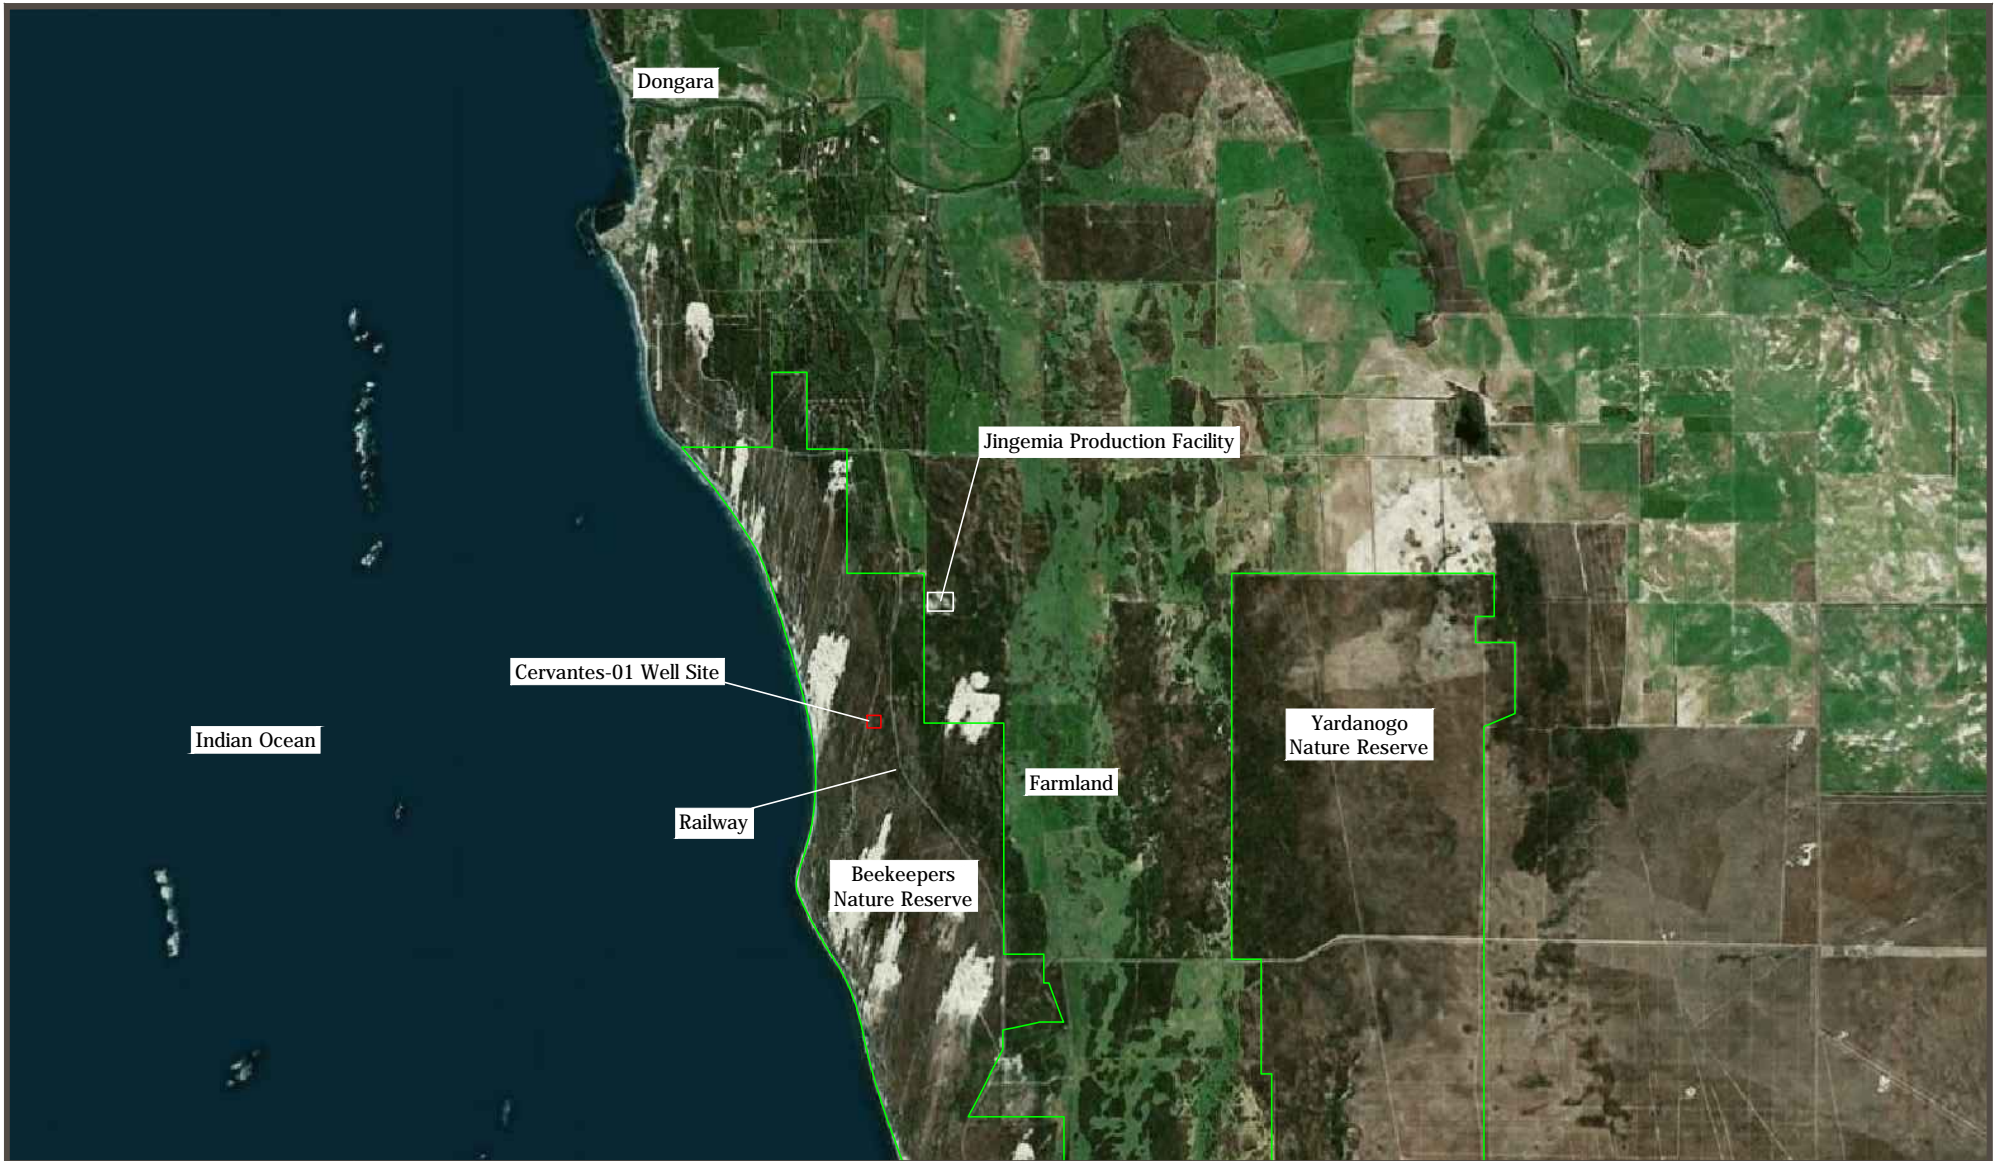 Dongara
Jingemia Production Facility
Cervantes-01 Well Site
Indian Ocean
Yardanogo
Nature Reserve
Farmland
Railway
Beekeepers
Nature Reserve